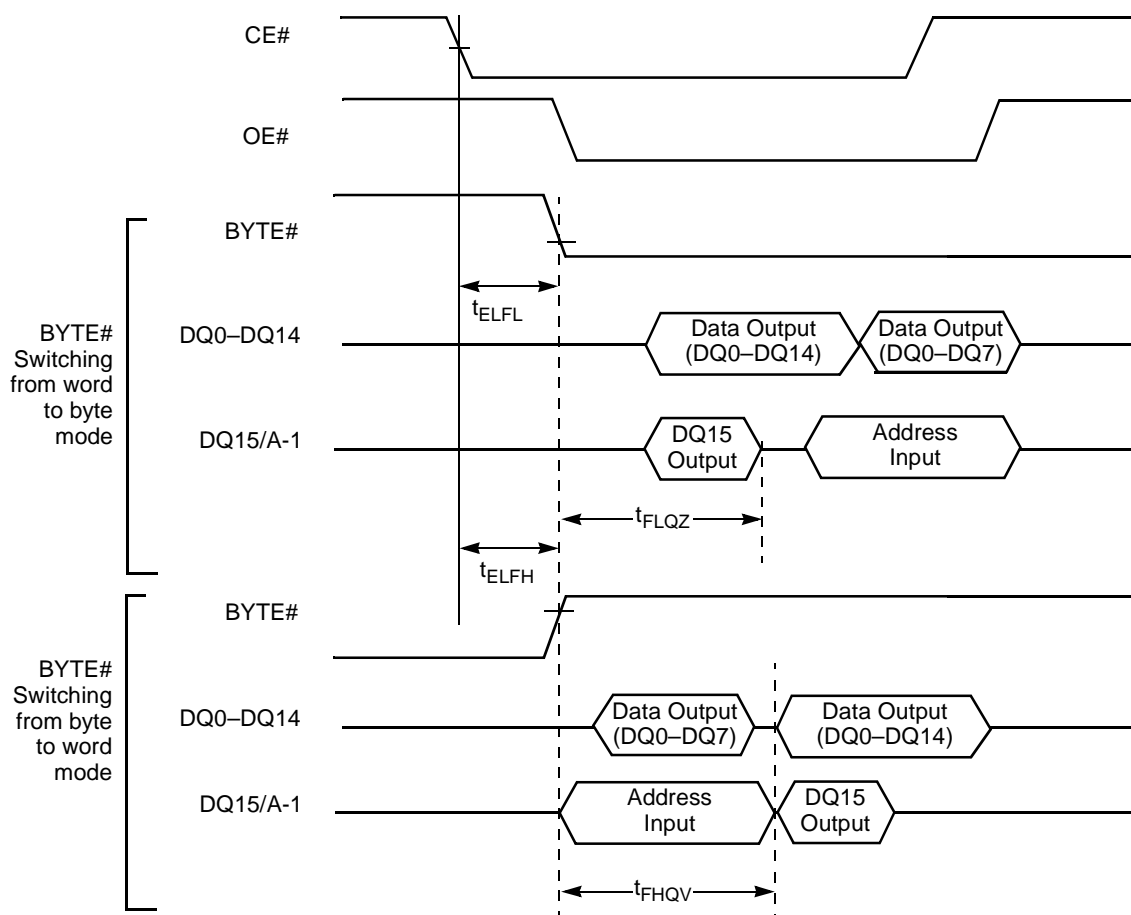 CE#
OE#
BYTE#
Switching
from word
to byte
mode
BYTE#
tELFL
DQ0–DQ14
Data Output
(DQ0–DQ14)
Data Output
(DQ0–DQ7)
DQ15/A-1
DQ15
Output
Address
Input
tFLQZ
tELFH
BYTE#
Switching
from byte
to word
mode
BYTE#
DQ0–DQ14
Data Output
(DQ0–DQ7)
Data Output
(DQ0–DQ14)
DQ15/A-1
Address
Input
DQ15
Output
tFHQV